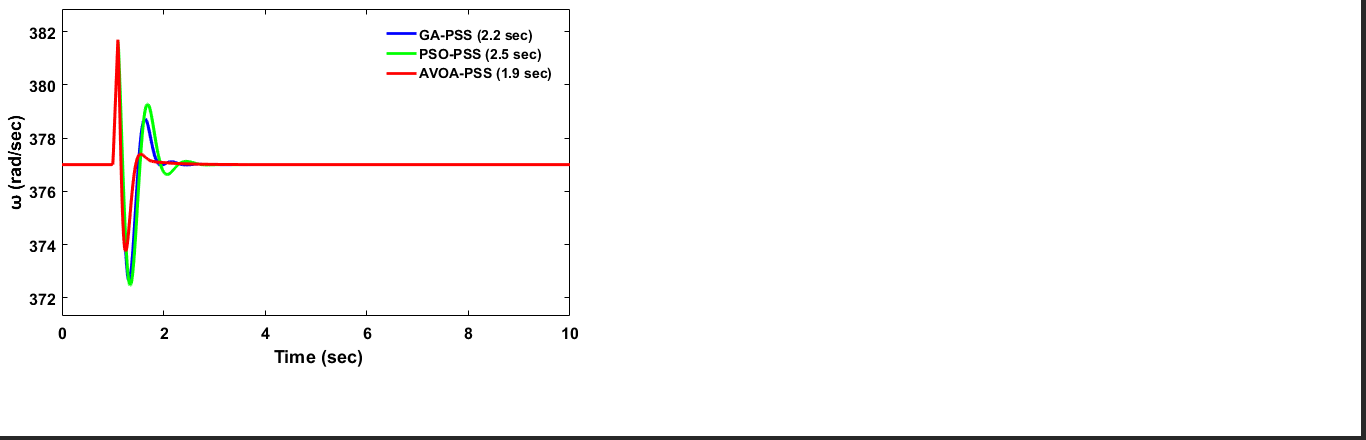 382
380
378
376
374
372
ω (rad/sec)
GA-PSS (2.2 sec)
PSO-PSS (2.5 sec)
AVOA-PSS (1.9 sec)
0 2 4 6 8 10
Time (sec)